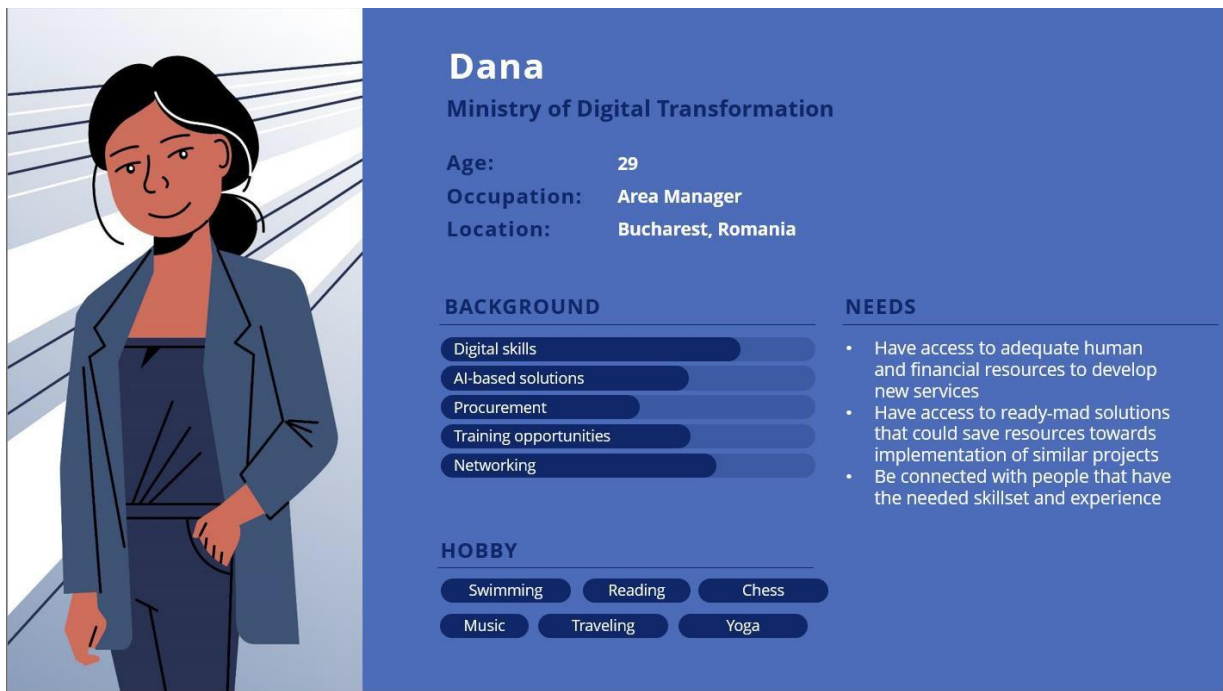 Dana
Ministry of Digital Transformation
Age: 29
Occupation: Area Manager
Location: Bucharest, Romania
BACKGROUND
Digital skills
AI-based solutions
Procurement
Training opportunities
Networking
NEEDS
• Have access to adequate human
and financial resources to develop
new services
• Have access to ready-mad solutions
that could save resources towards
implementation of similar projects
• Be connected with people that have
the needed skillset and experience
HOBBY
Swimming Reading Chess
Music Traveling Yoga